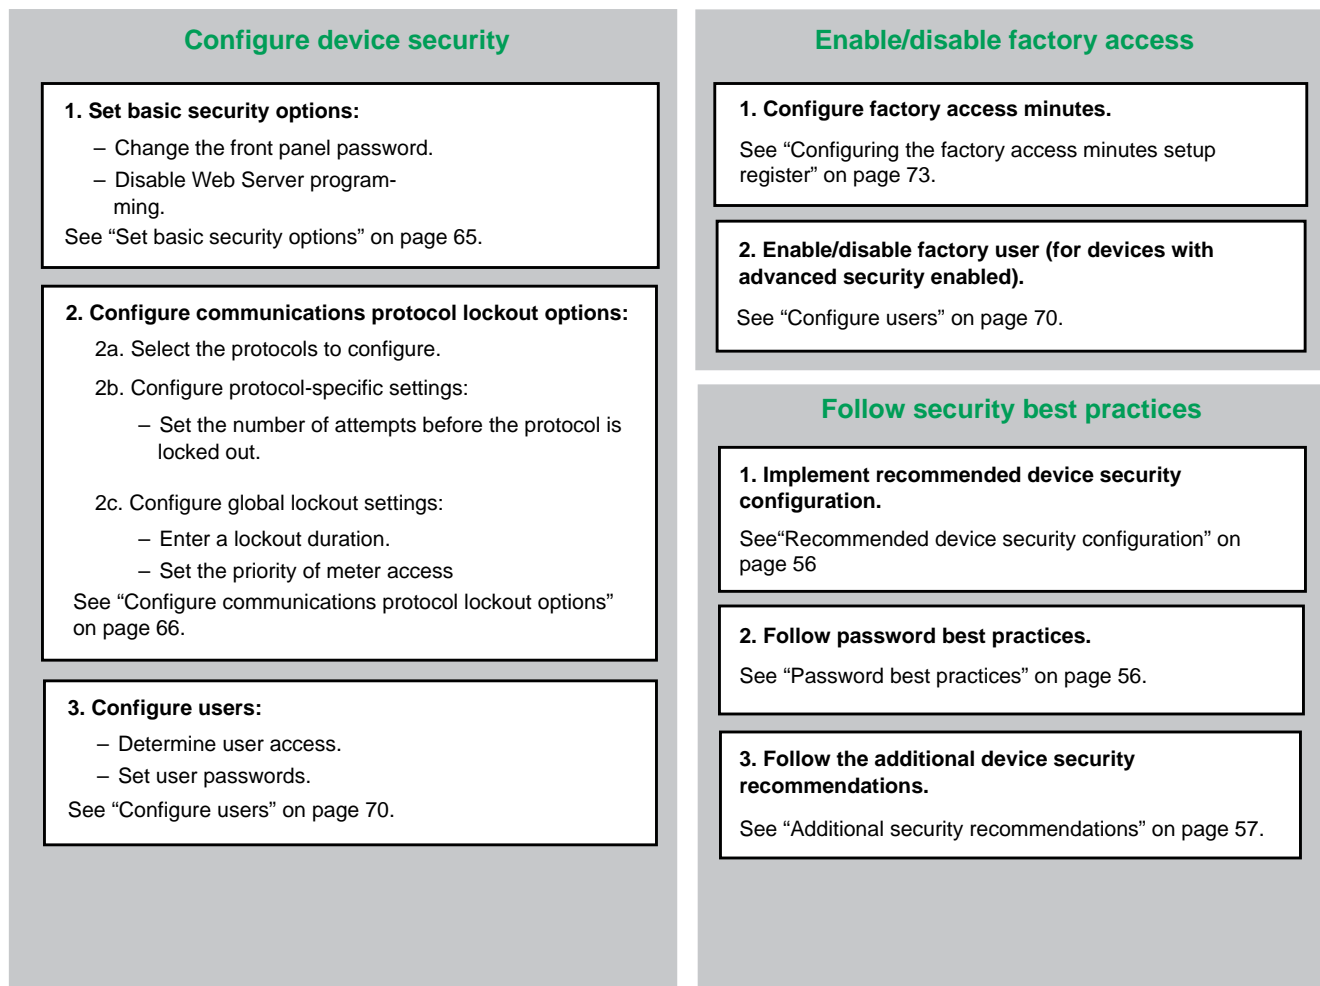 Configure device security
1. Set basic security options:
– Change the front panel password.
– Disable Web Server program-
ming.
See “Set basic security options” on page 65.
2. Configure communications protocol lockout options:
2a. Select the protocols to configure.
2b. Configure protocol-specific settings:
– Set the number of attempts before the protocol is
locked out.
2c. Configure global lockout settings:
– Enter a lockout duration.
– Set the priority of meter access
See “Configure communications protocol lockout options”
on page 66.
3. Configure users:
– Determine user access.
– Set user passwords.
See “Configure users” on page 70.
Enable/disable factory access
1. Configure factory access minutes.
See “Configuring the factory access minutes setup
register” on page 73.
2. Enable/disable factory user (for devices with
advanced security enabled).
See “Configure users” on page 70.
Follow security best practices
1. Implement recommended device security
configuration.
See“Recommended device security configuration” on
page 56
2. Follow password best practices.
See “Password best practices” on page 56.
3. Follow the additional device security
recommendations.
See “Additional security recommendations” on page 57.